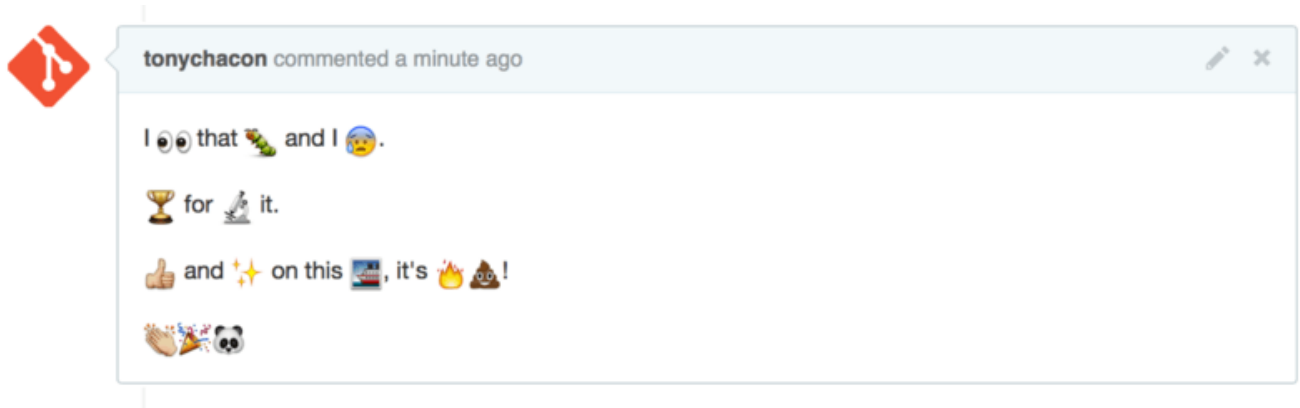 tonychacon commented a minute ago
I 👀 that 🐛 and I 😰.
🏆 for 🔬 it.
👍 and ✨ on this 🚢, it's 🔥💩!
👏🎉🐼